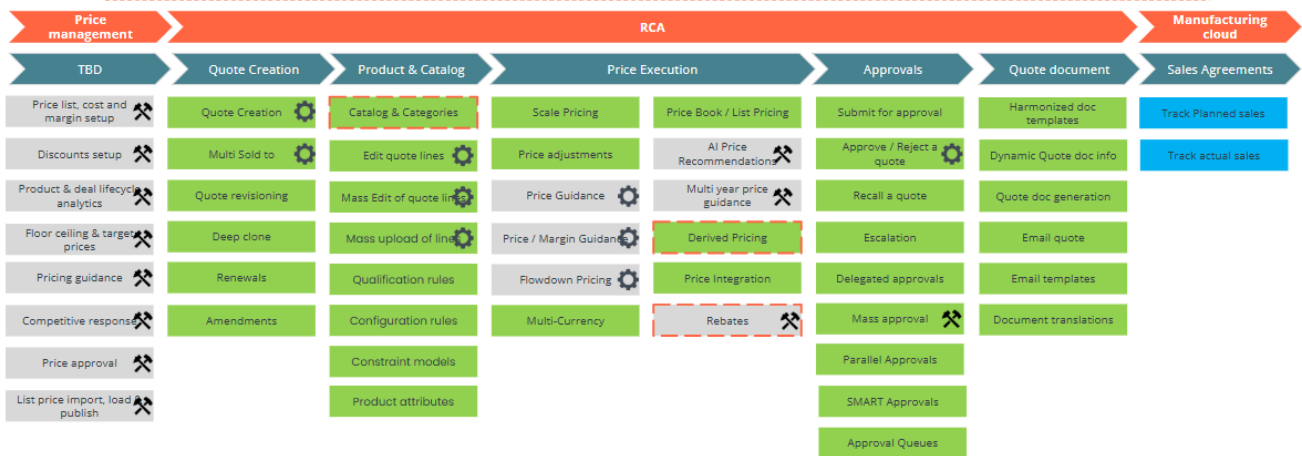 Price
management
RCA
Manufacturing
cloud
TBD
Quote Creation
Product & Catalog
Price Execution
Approvals
Quote document
Sales Agreements
Price list, cost and
margin setup
Discounts setup
Product & deal lifecycle
analytics
Floor ceiling & target
prices
Pricing guidance
Competitive response
Price approval
List price import, load &
publish
Quote Creation
Multi Sold to
Quote revisioning
Deep clone
Renewals
Amendments
Catalog & Categories
Edit quote lines
Mass Edit of quote lines
Mass upload of lines
Qualification rules
Configuration rules
Constraint models
Product attributes
Scale Pricing
Price adjustments
Price Guidance
Price / Margin Guidance
Flowdown Pricing
Multi-Currency
Price Book / List Pricing
AI Price
Recommendations
Multi year price
guidance
Derived Pricing
Price Integration
Rebates
Submit for approval
Approve / Reject a
quote
Recall a quote
Escalation
Delegated approvals
Mass approval
Parallel Approvals
SMART Approvals
Approval Queues
Harmonized doc
templates
Dynamic Quote doc info
Quote doc generation
Email quote
Email templates
Document translations
Track Planned sales
Track actual sales